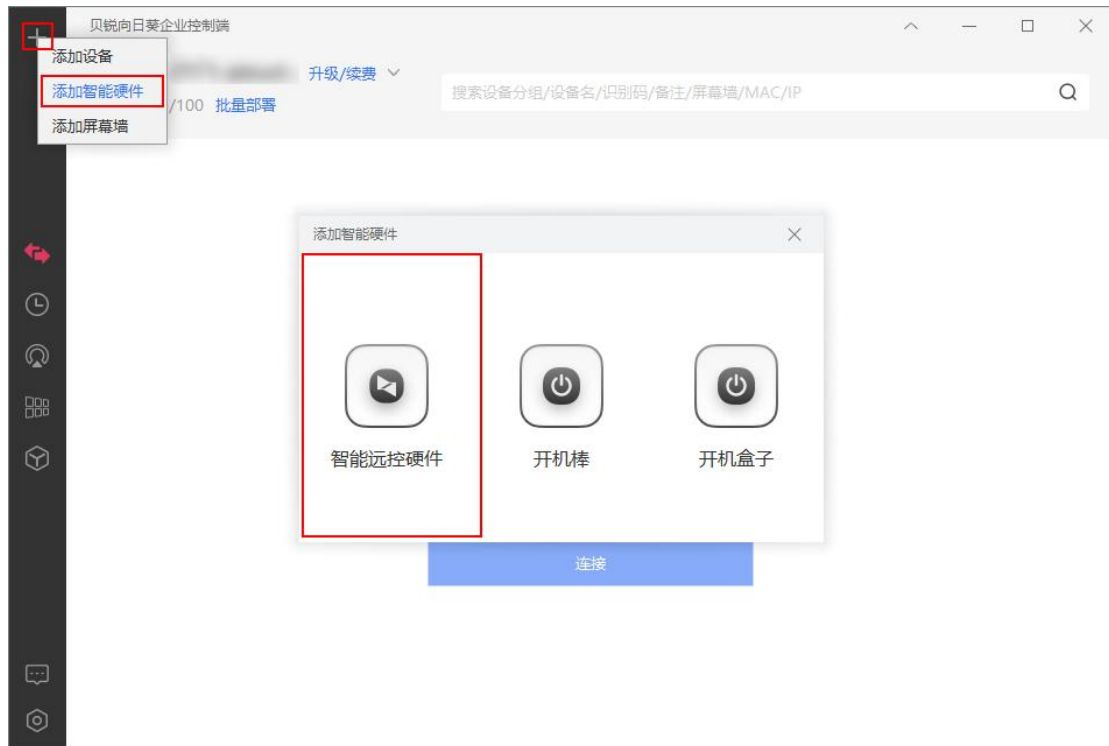 贝锐向日葵企业控制端
添加设备
升级/续费
添加智能硬件
/100 批量部署
搜索设备分组/设备名/识别码/备注/屏幕墙/MAC/IP
添加屏幕墙
添加智能硬件
智能远控硬件
开机棒
开机盒子
连接